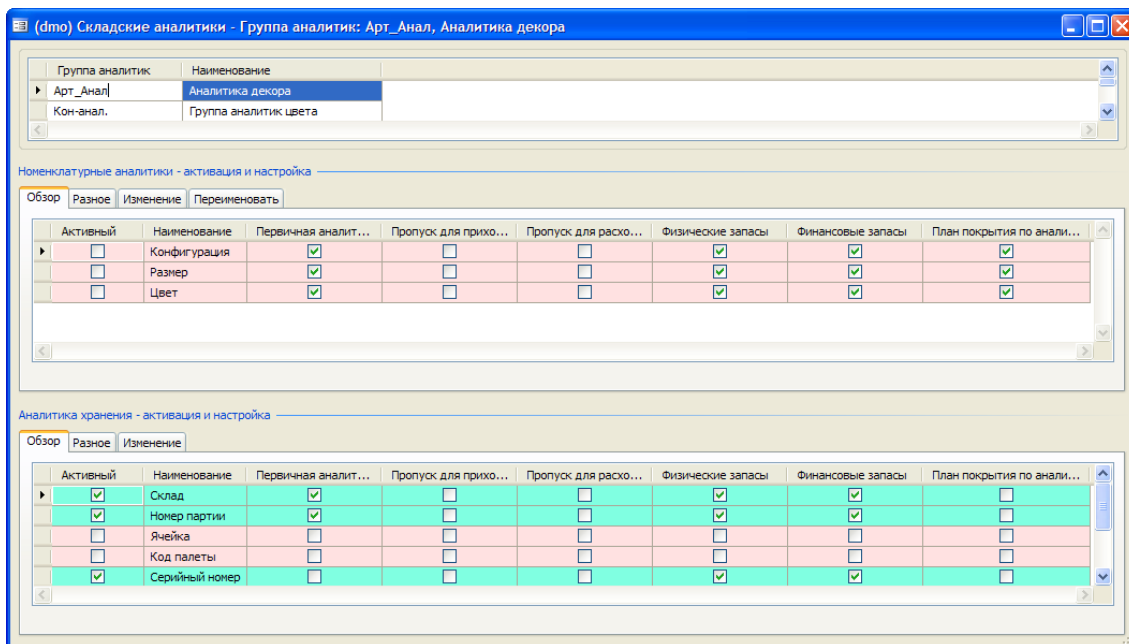 (dmo) Складские аналитики - Группа аналитик: Арт_Анал, Аналитика декора
Группа аналитик Наименование
Арт_Анал Аналитика декора
Кон-анал. Группа аналитик цвета
Номенклатурные аналитики - активация и настройка
Обзор Разное Изменение Переименовать
Активный Наименование Первичная аналит... Пропуск для прихо... Пропуск для расхо... Физические запасы Финансовые запасы План покрытия по анали...
Конфигурация
Размер
Цвет
Аналитика хранения - активация и настройка
Обзор Разное Изменение
Активный Наименование Первичная аналит... Пропуск для прихо... Пропуск для расхо... Физические запасы Финансовые запасы План покрытия по анали...
Склад
Номер партии
Ячейка
Код палеты
Серийный номер